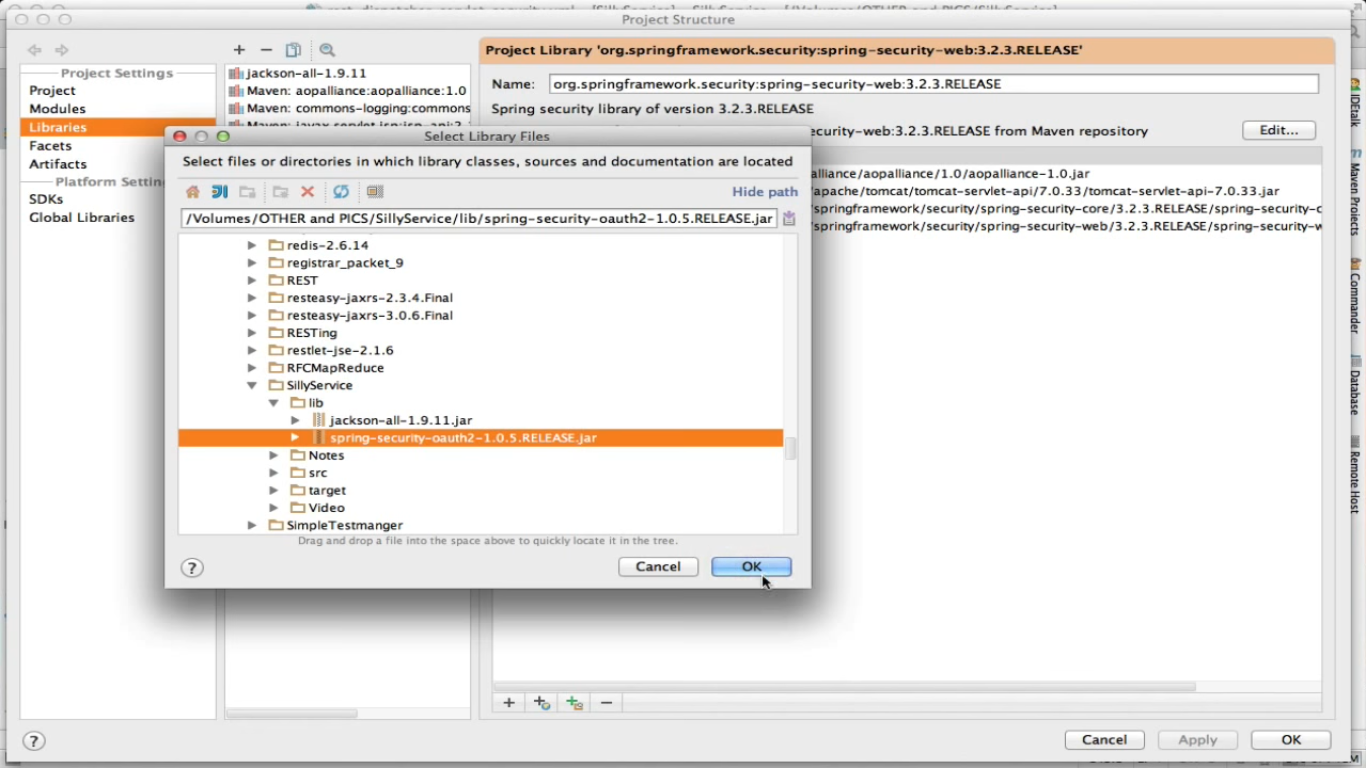 Project Structure
Project Settings
Project
Modules
Libraries
Facets
Artifacts
Platform Settin
SDKs
Global Libraries
jackson-all-1.9.11
Maven: aopalliance:aopalliance:1.0
Maven: commons-logging:commons
Project Library 'org.springframework.security:spring-security-web:3.2.3.RELEASE'
Name: org.springframework.security:spring-security-web:3.2.3.RELEASE
Spring security library of version 3.2.3.RELEASE
ecurity-web:3.2.3.RELEASE from Maven repository
Edit...
alliance/aopalliance/1.0/aopalliance-1.0.jar
apache/tomcat/tomcat-servlet-api/7.0.33/tomcat-servlet-api-7.0.33.jar
springframework/security/spring-security-core/3.2.3.RELEASE/spring-security-c
springframework/security/spring-security-web/3.2.3.RELEASE/spring-security-w
Select Library Files
Select files or directories in which library classes, sources and documentation are located
Hide path
/Volumes/OTHER and PICS/SillyService/lib/spring-security-oauth2-1.0.5.RELEASE.jar
redis-2.6.14
registrar_packet_9
REST
resteasy-jaxrs-2.3.4.Final
resteasy-jaxrs-3.0.6.Final
RESTing
restlet-jse-2.1.6
RFCMapReduce
SillyService
lib
jackson-all-1.9.11.jar
spring-security-oauth2-1.0.5.RELEASE.jar
Notes
src
target
Video
SimpleTestmanger
Drag and drop a file into the space above to quickly locate it in the tree.
?
Cancel
OK
?
Cancel
Apply
OK
IDEtalk
Maven Projects
Commander
Database
Remote Host